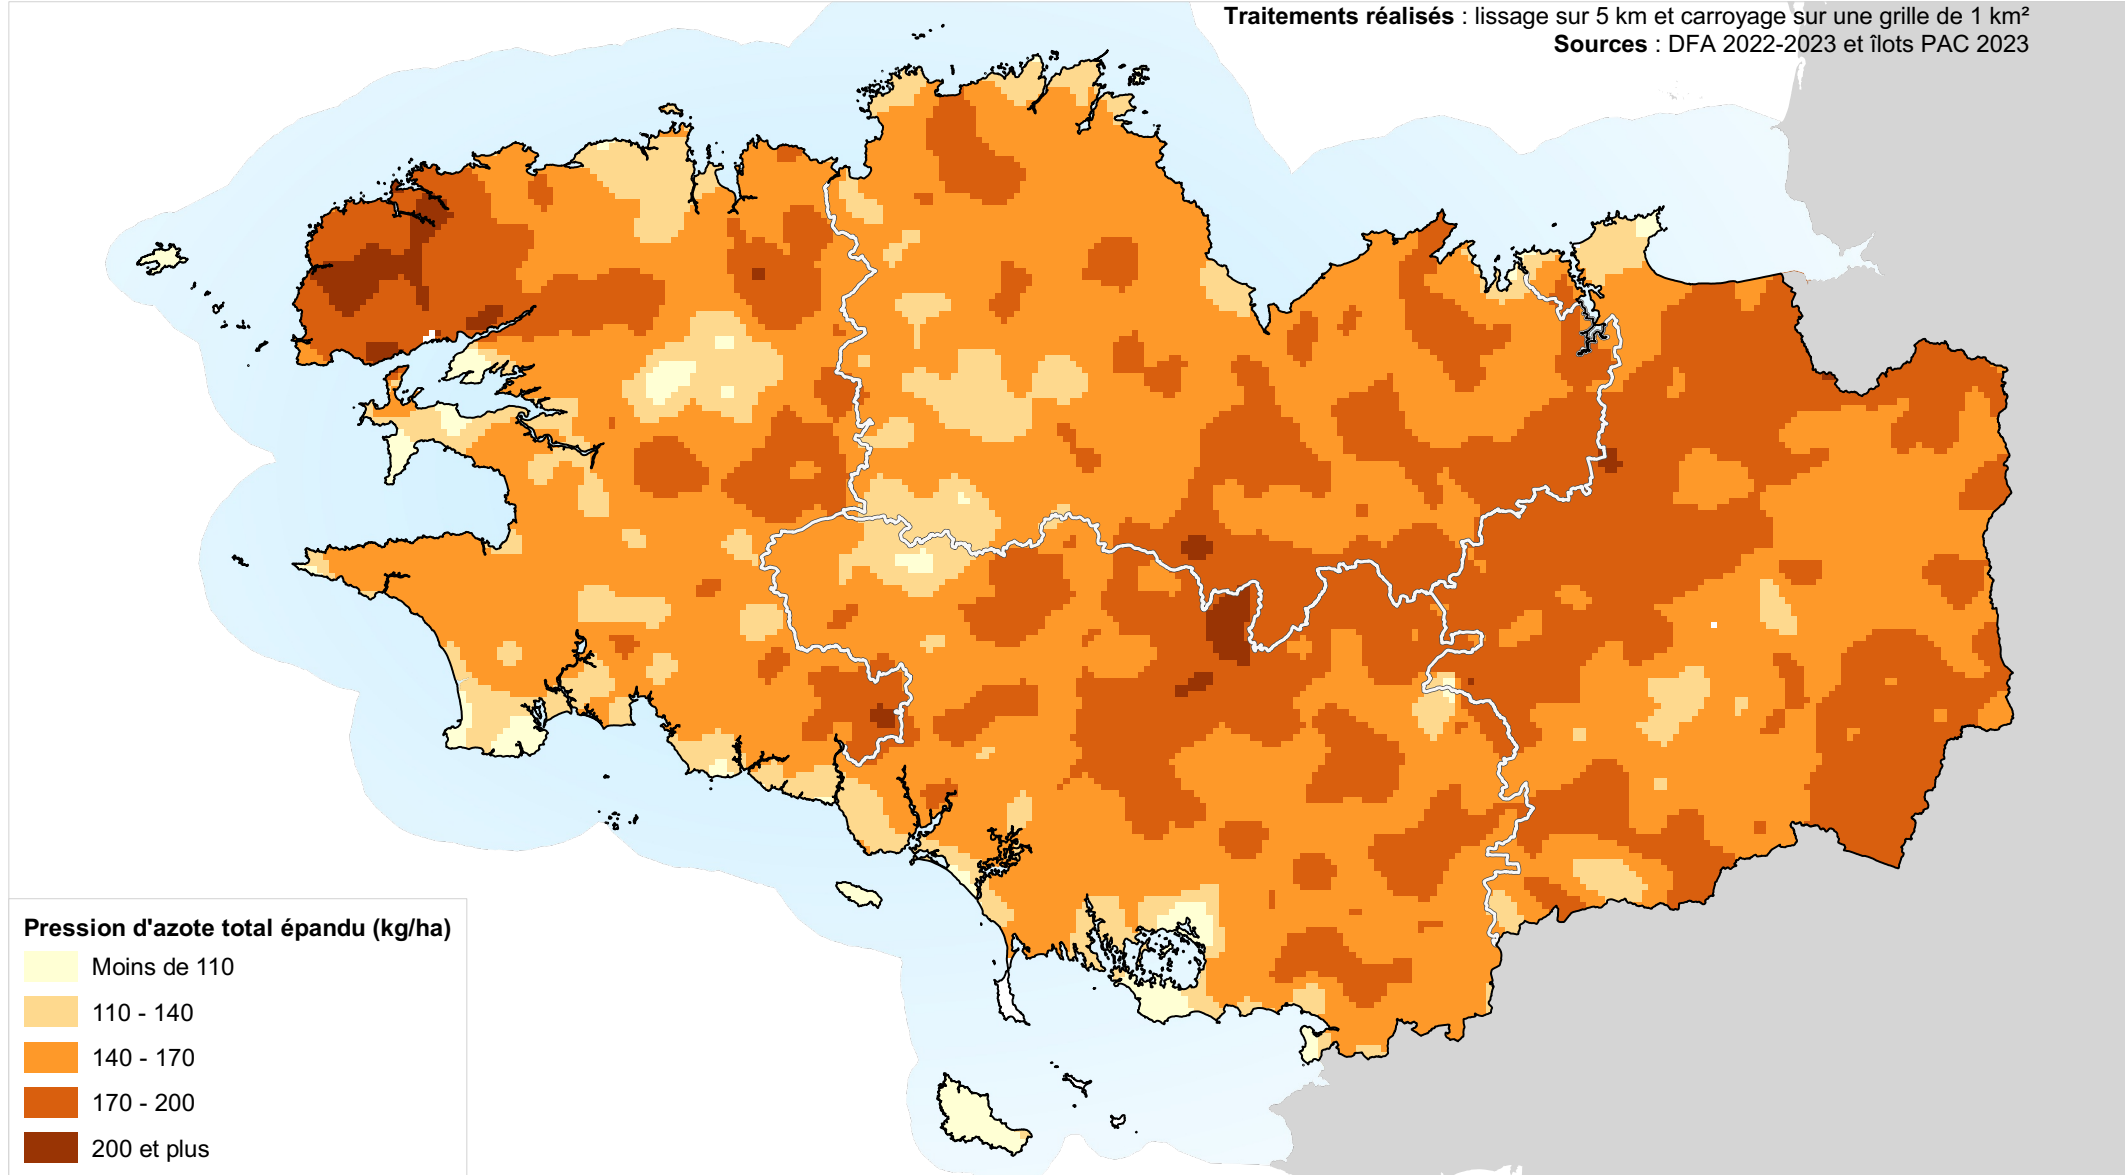 Traitements réalisés : lissage sur 5 km et carroyage sur une grille de 1 km²
Sources : DFA 2022-2023 et îlots PAC 2023
Pression d'azote total épandu (kg/ha)
Moins de 110
110 - 140
140 - 170
170 - 200
200 et plus